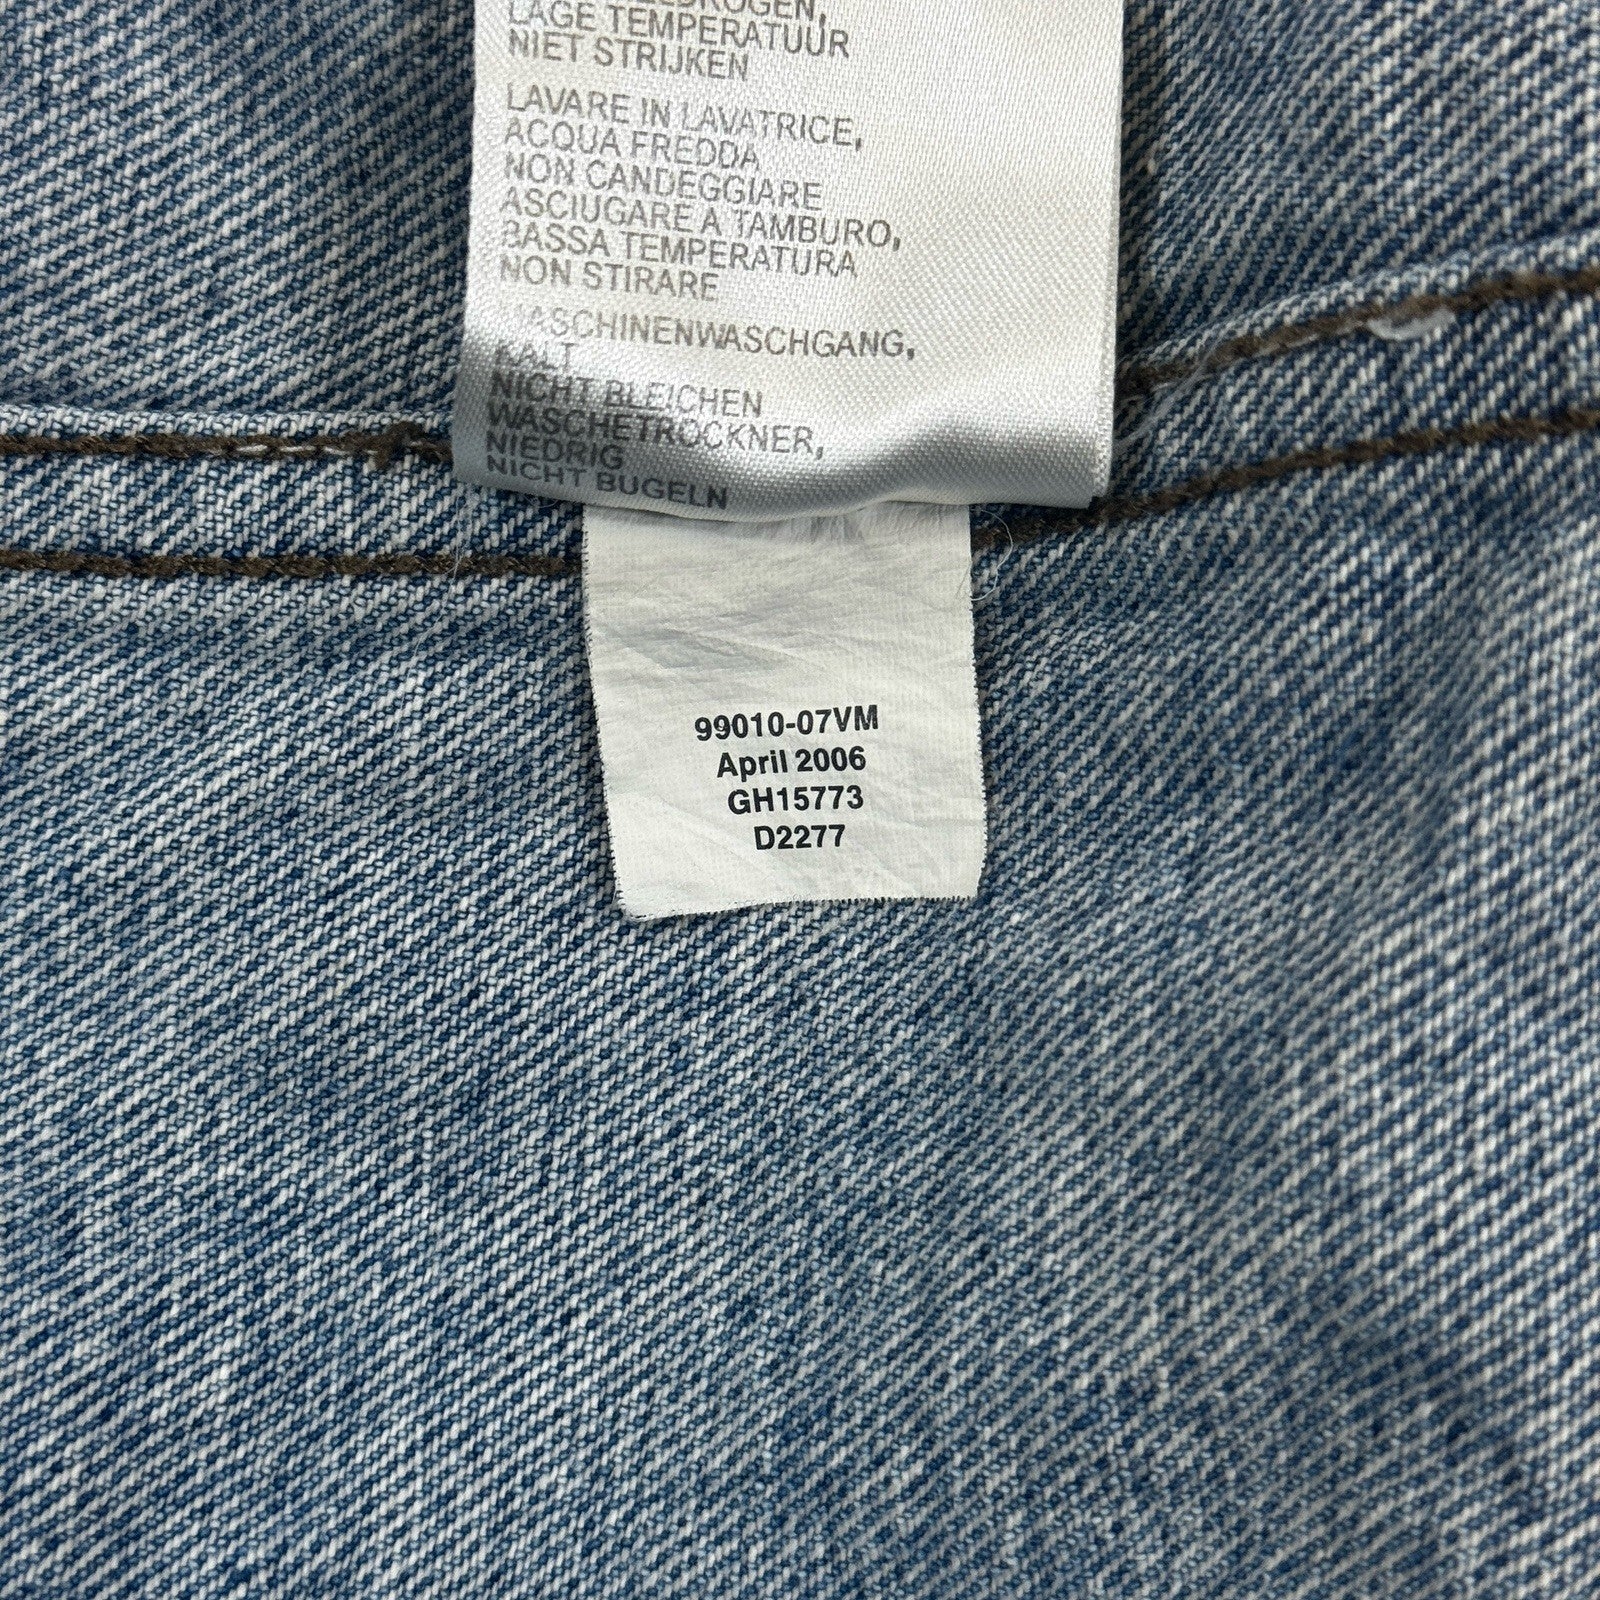 LAGE TEMPERATUUR
NIET STRIJKEN
LAVARE IN LAVATRICE,
ACQUA FREDDA
NON CANDEGGIARE
ASCIUGARE A TAMBURO,
BASSA TEMPERATURA
NON STIRARE
MASCHINENWASCHGANG,
KALT
NICHT BLEICHEN
WASCHETROCKNER,
NIEDRIG
NICHT BUGELN
99010-07VM
April 2006
GH15773
D2277